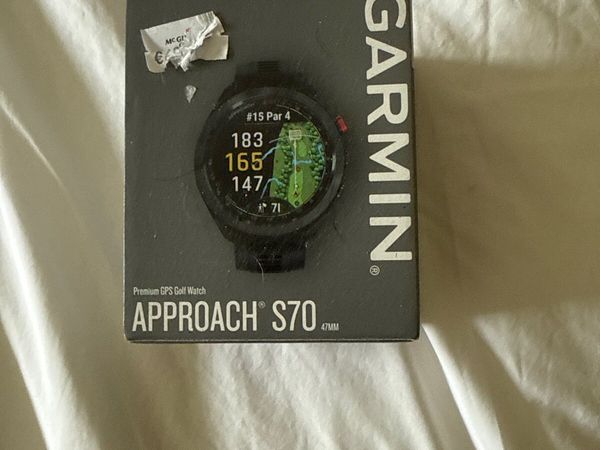 GARMIN®
#15 Par 4
183
165
147
71
Premium GPS Golf Watch
APPROACH® S70 47MM